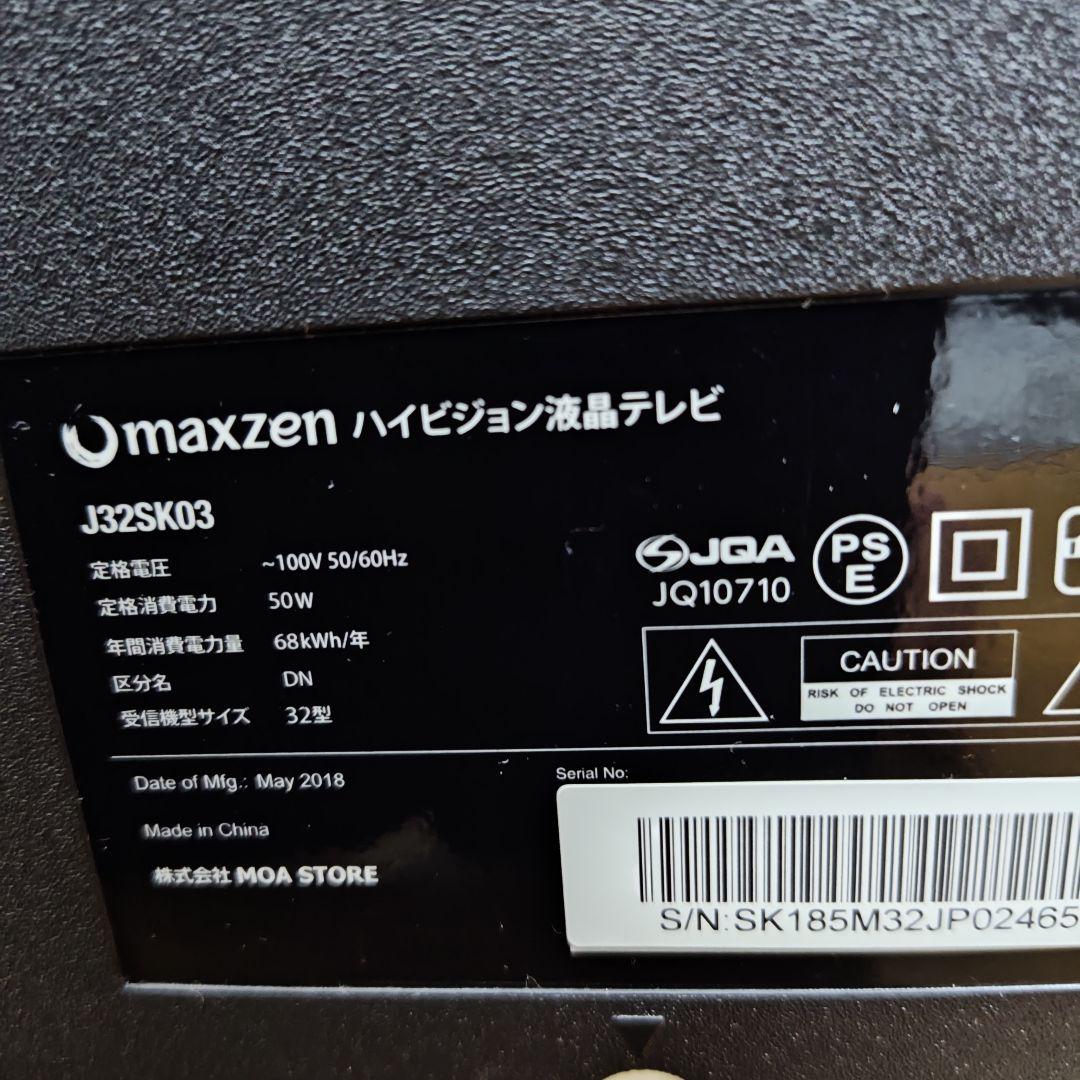 maxzen ハイビジョン液晶テレビ
J32SK03
定格電圧 ~100V 50/60Hz
定格消費電力 50W
年間消費電力量 68kWh/年
区分名 DN
受信機型サイズ 32型
JQA
JQ10710
PS
E
CAUTION
RISK OF ELECTRIC SHOCK
DO NOT OPEN
Date of Mfg.: May 2018
Made in China
株式会社 MOA STORE
Serial No:
S/N:SK185M32JP02465